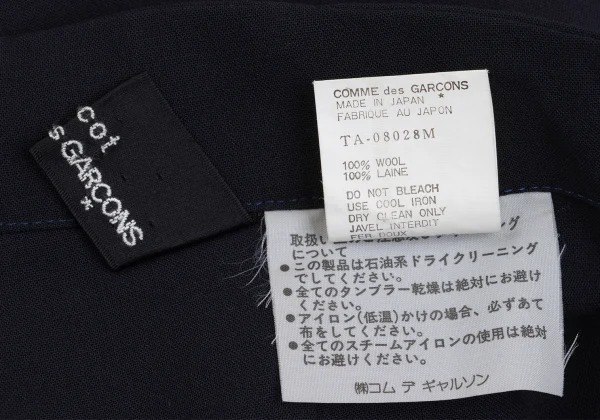 cot
s GARÇONS
*
COMME des GARCONS
*
MADE IN JAPAN
FABRIQUE AU JAPON
TA-08028M
100% WOOL
100% LAINE
DO NOT BLEACH
USE COOL IRON
DRY CLEAN ONLY
JAVEL INTERDIT
FER DOUX
取扱い
について
●この製品は石油系ドライクリーニング
でしてください。
●全てのタンブラー乾燥は絶対にお避け
ください。
●アイロン(低温)かけの場合、必ずあて
布をしてください。
●全てのスチームアイロンの使用は絶対
にお避けください。
㈱コム デ ギャルソン